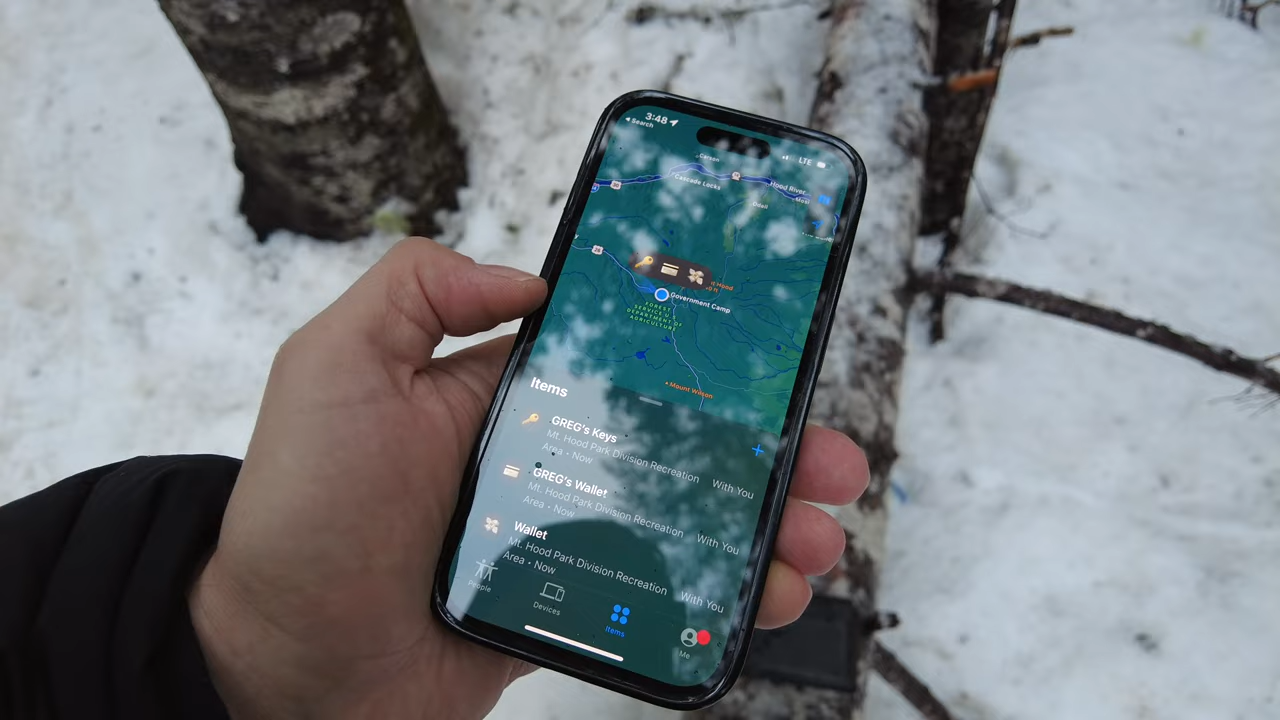 3:48
Search
LTE
Carson
Cascade Locks
Hood River
Odell
26
Government Camp
FOREST
SERVICE U.S.
DEPARTMENT OF
AGRICULTURE
Mount Wilson
Items
GREG's Keys
Mt. Hood Park Division Recreation
Area • Now
With You
GREG's Wallet
Mt. Hood Park Division Recreation
Area • Now
With You
Wallet
Mt. Hood Park Division Recreation
Area • Now
With You
People
Devices
Items
Me